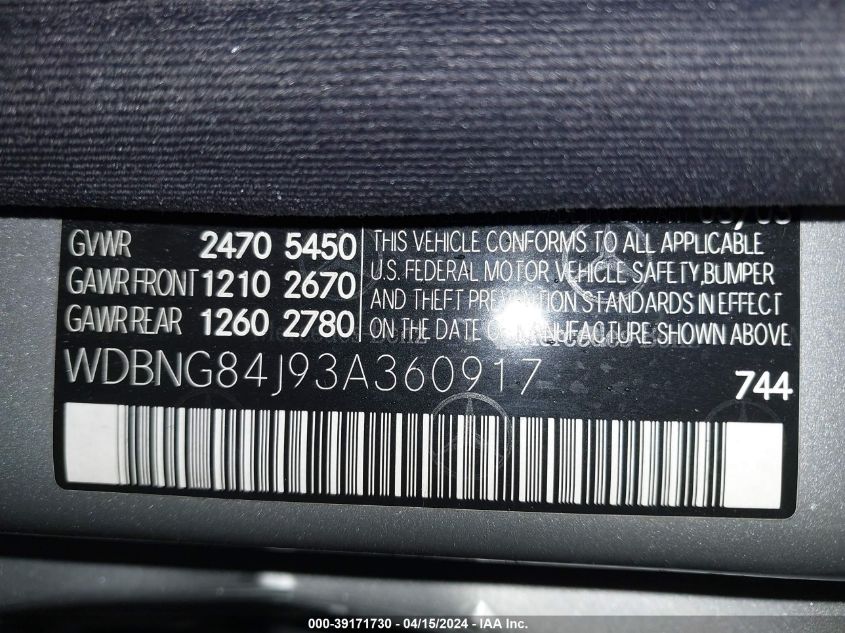 GVWR 2470 5450
GAWR FRONT 1210 2670
GAWR REAR 1260 2780
THIS VEHICLE CONFORMS TO ALL APPLICABLE
U.S. FEDERAL MOTOR VEHICLE SAFETY,BUMPER
AND THEFT PREVENTION STANDARDS IN EFFECT
ON THE DATE OF MANUFACTURE SHOWN ABOVE
WDBNG84J93A360917
744
000-39171730 - 04/15/2024 - IAA Inc.